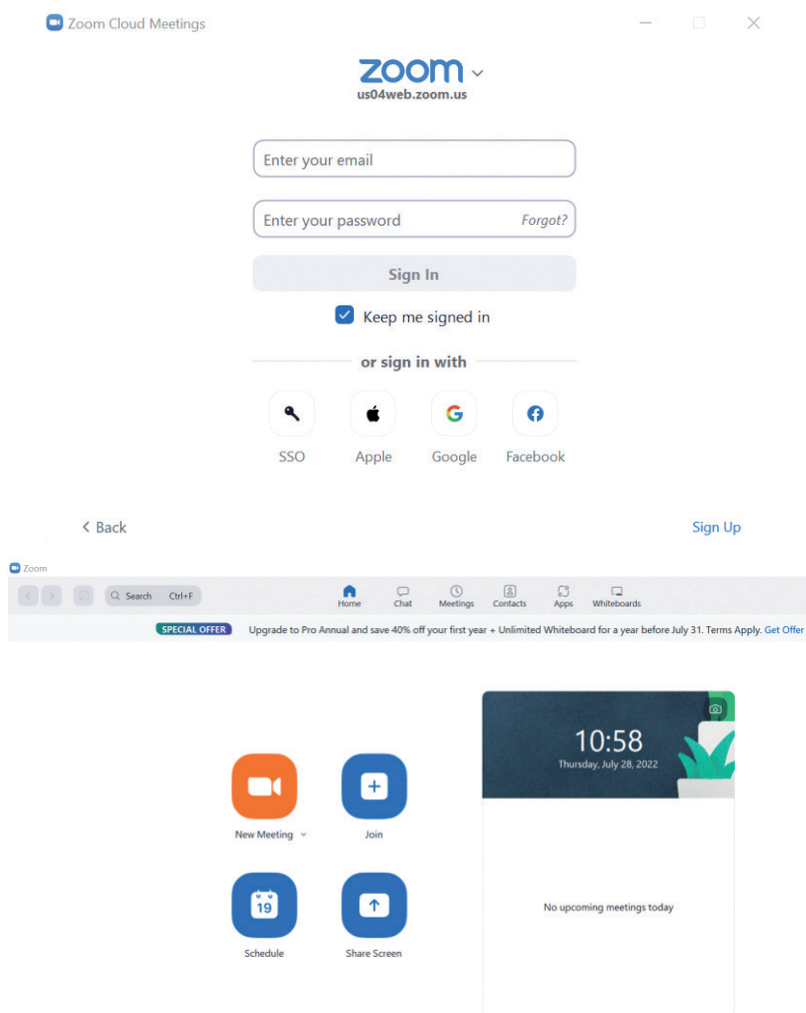 Zoom Cloud Meetings
zoom
us04web.zoom.us
Enter your email
Enter your password Forgot?
Sign In
Keep me signed in
or sign in with
SSO Apple Google Facebook
< Back Sign Up
Zoom
Search Ctrl+F
Home Chat Meetings Contacts Apps Whiteboards
SPECIAL OFFER Upgrade to Pro Annual and save 40% off your first year + Unlimited Whiteboard for a year before July 31. Terms Apply. Get Offer
10:58
Thursday, July 28, 2022
New Meeting Join
19
No upcoming meetings today
Schedule Share Screen